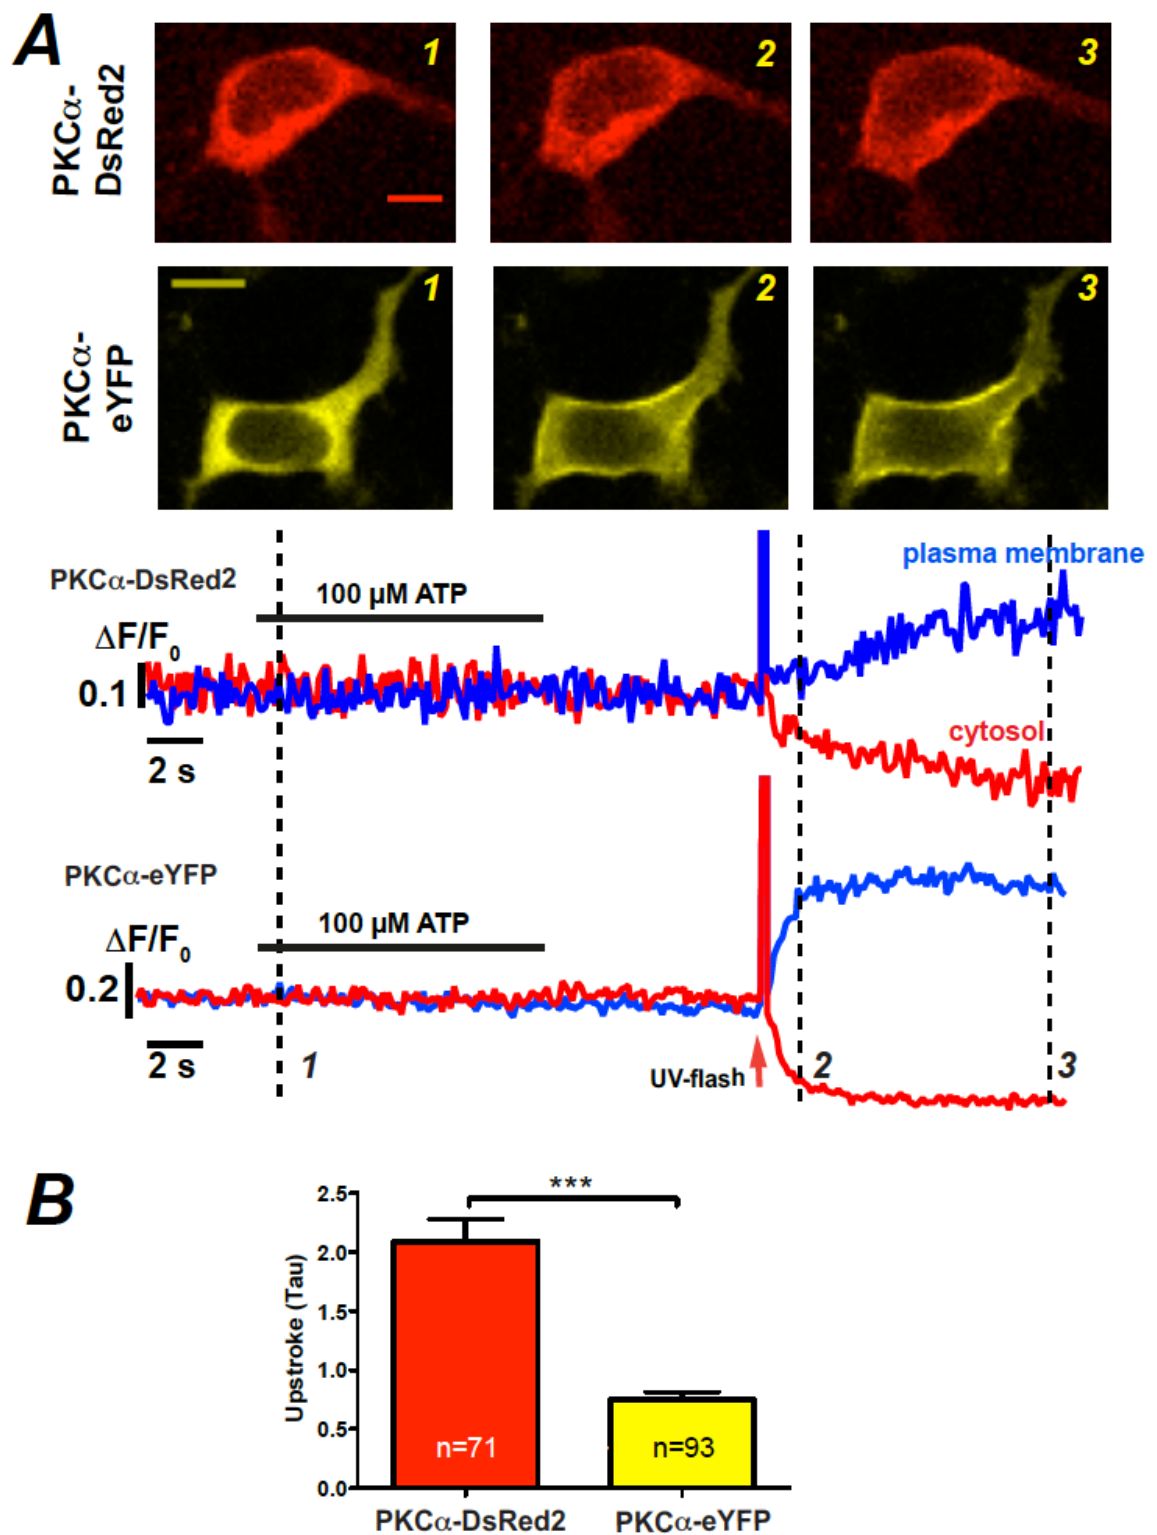 A
PKCα-
DsRed2
1
2
3
PKCα-
eYFP
1
2
3
PKCα-DsRed2
100 µM ATP
plasma membrane
ΔF/F0
0.1
2 s
cytosol
PKCα-eYFP
100 µM ATP
ΔF/F0
0.2
2 s
1
UV-flash
2
3
B
***
2.5
2.0
1.5
1.0
0.5
0.0
Upstroke (Tau)
n=71
n=93
PKCα-DsRed2
PKCα-eYFP